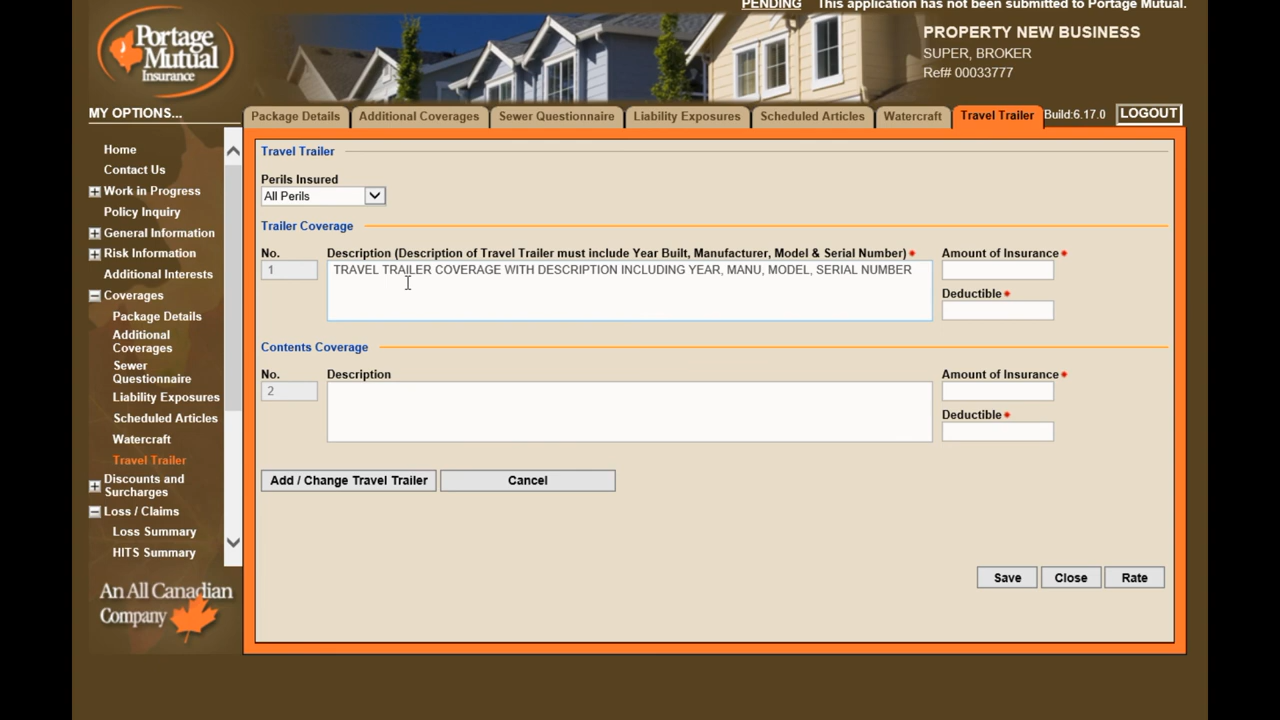 PENDING This application has not been submitted to Portage Mutual.
Portage
Mutual
Insurance
PROPERTY NEW BUSINESS
SUPER, BROKER
Ref# 00033777
MY OPTIONS...
Package Details Additional Coverages Sewer Questionnaire Liability Exposures Scheduled Articles Watercraft Travel Trailer Build:6.17.0 LOGOUT
Home
Contact Us
Work in Progress
Policy Inquiry
General Information
Risk Information
Additional Interests
Coverages
Package Details
Additional
Coverages
Sewer
Questionnaire
Liability Exposures
Scheduled Articles
Watercraft
Travel Trailer
Discounts and
Surcharges
Loss / Claims
Loss Summary
HITS Summary
An All Canadian
Company
Travel Trailer
Perils Insured
All Perils
Trailer Coverage
No. Description (Description of Travel Trailer must include Year Built, Manufacturer, Model & Serial Number)* Amount of Insurance*
1 TRAVEL TRAILER COVERAGE WITH DESCRIPTION INCLUDING YEAR, MANU, MODEL, SERIAL NUMBER
Deductible*
Contents Coverage
No. Description Amount of Insurance*
2
Deductible*
Add / Change Travel Trailer Cancel
Save Close Rate